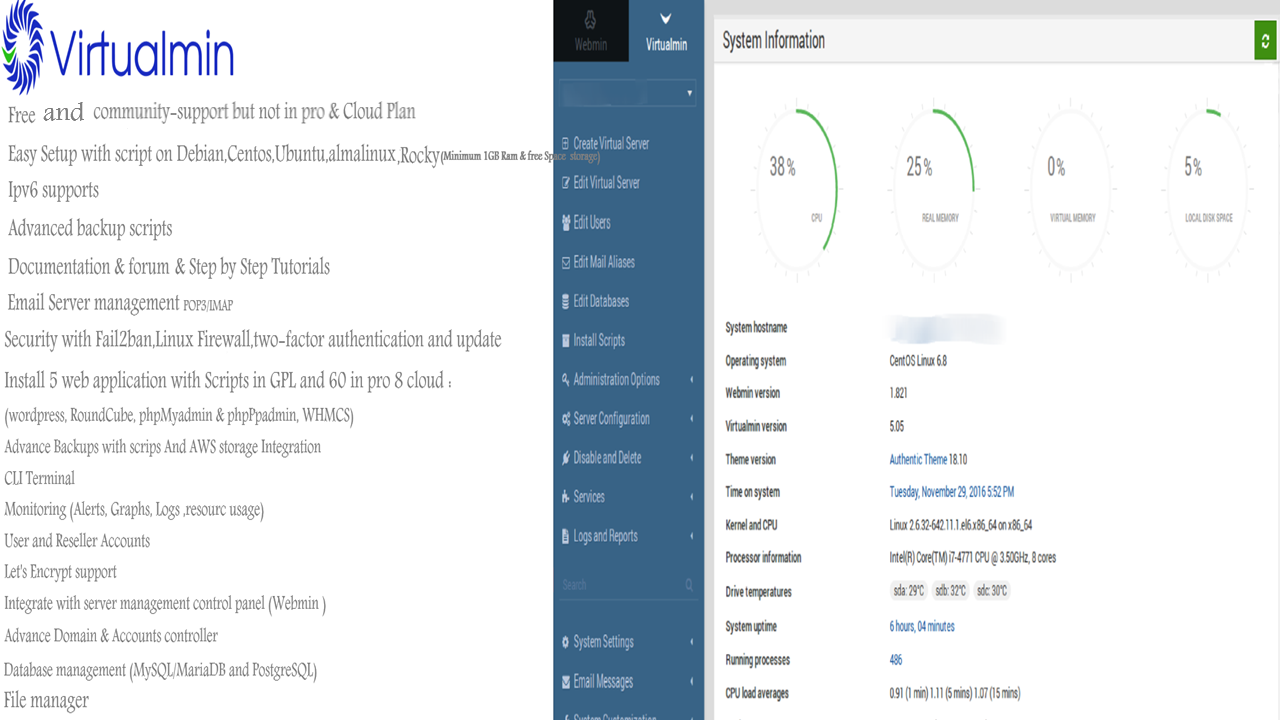 Virtualmin
Free and community-support but not in pro & Cloud Plan
Easy Setup with script on Debian,Centos,Ubuntu,almalinux,Rocky(Minimum 1GB Ram & free Space storage)
Ipv6 supports
Advanced backup scripts
Documentation & forum & Step by Step Tutorials
Email Server management POP3/IMAP
Security with Fail2ban,Linux Firewall,two-factor authentication and update
Install 5 web application with Scripts in GPL and 60 in pro 8 cloud :
(wordpress, RoundCube, phpMyadmin & phpPpadmin, WHMCS)
Advance Backups with scrips And AWS storage Integration
CLI Terminal
Monitoring (Alerts, Graphs, Logs ,resourc usage)
User and Reseller Accounts
Let's Encrypt support
Integrate with server management control panel (Webmin )
Advance Domain & Accounts controller
Database management (MySQL/MariaDB and PostgreSQL)
File manager
Webmin
Virtualmin
Create Virtual Server
Edit Virtual Server
Edit Users
Edit Mail Aliases
Edit Databases
Install Scripts
Administration Options
Server Configuration
Disable and Delete
Services
Logs and Reports
Search
System Settings
Email Messages
System Customization
System Information
38%
CPU
25%
REAL MEMORY
0%
VIRTUAL MEMORY
5%
LOCAL DISK SPACE
System hostname
Operating system CentOS Linux 6.8
Webmin version 1.821
Virtualmin version 5.05
Theme version Authentic Theme 18.10
Time on system Tuesday, November 29, 2016 5:52 PM
Kernel and CPU Linux 2.6.32-642.11.1.el6.x86_64 on x86_64
Processor information Intel(R) Core(TM) i7-4771 CPU @ 3.50GHz, 8 cores
Drive temperatures sda: 29°C sdb: 32°C sdc: 30°C
System uptime 6 hours, 04 minutes
Running processes 486
CPU load averages 0.91 (1 min) 1.11 (5 mins) 1.07 (15 mins)